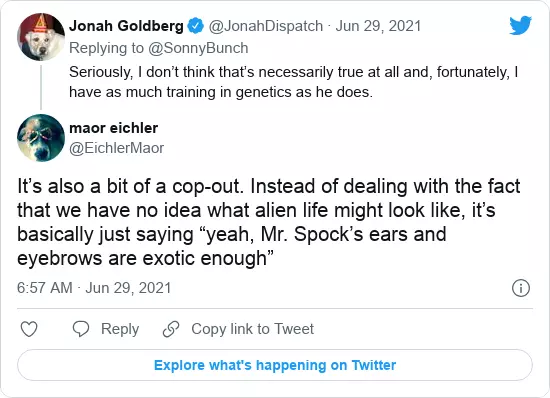 Jonah Goldberg @JonahDispatch · Jun 29, 2021
Replying to @SonnyBunch
Seriously, I don’t think that’s necessarily true at all and, fortunately, I
have as much training in genetics as he does.
maor eichler
@EichlerMaor
It’s also a bit of a cop-out. Instead of dealing with the fact
that we have no idea what alien life might look like, it’s
basically just saying “yeah, Mr. Spock’s ears and
eyebrows are exotic enough”
6:57 AM · Jun 29, 2021
Reply Copy link to Tweet
Explore what's happening on Twitter